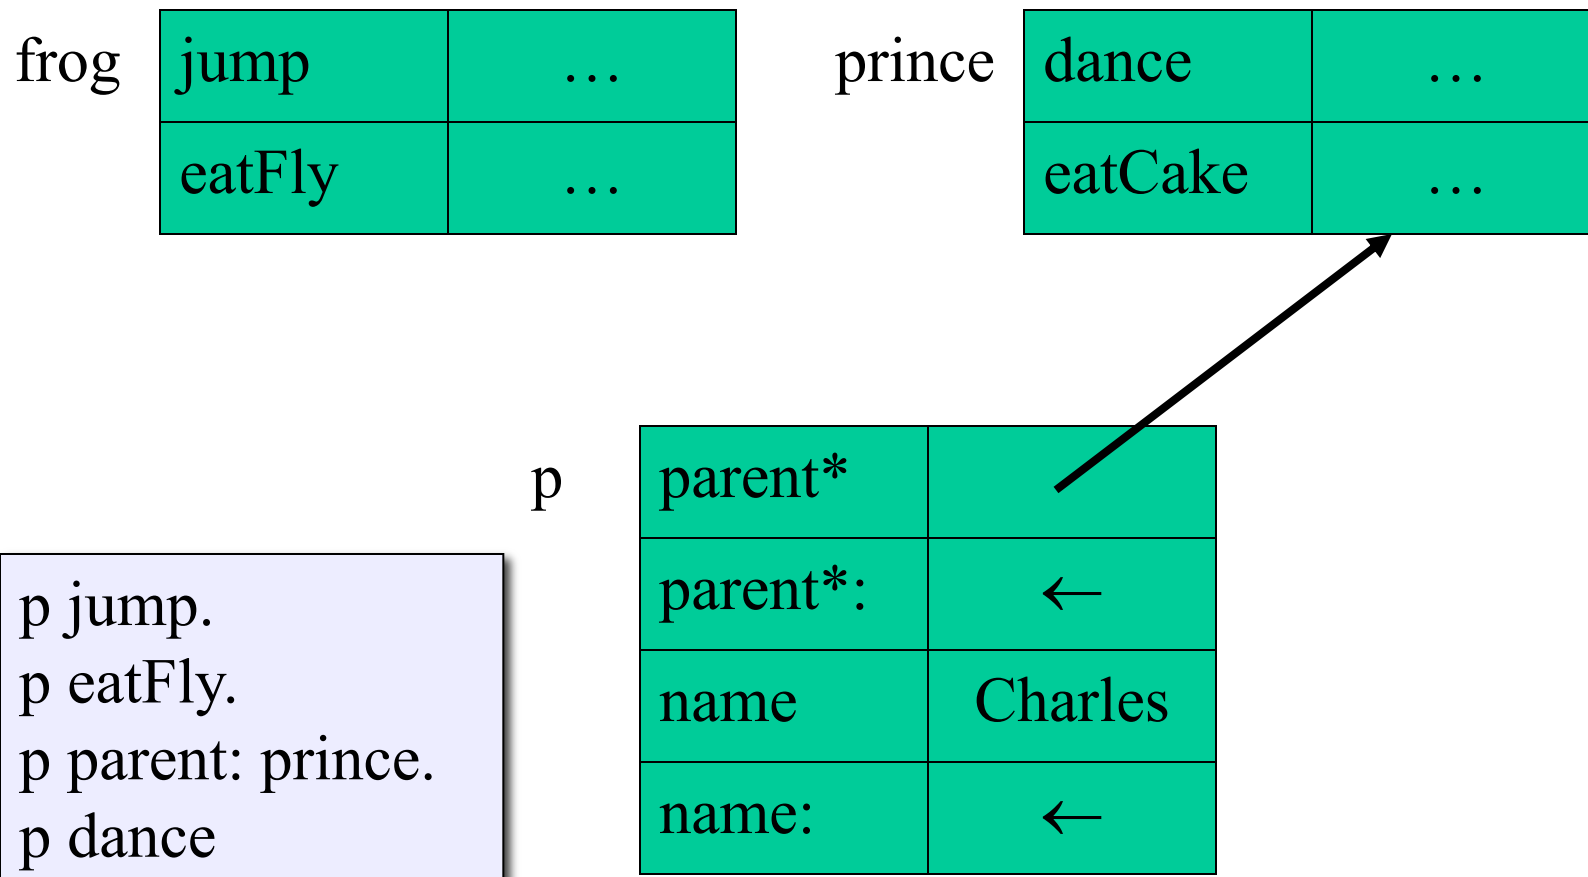 frog jump … prince dance …
eatFly … eatCake …
p parent*
parent*: ←
name Charles
name: ←
p jump.
p eatFly.
p parent: prince.
p dance